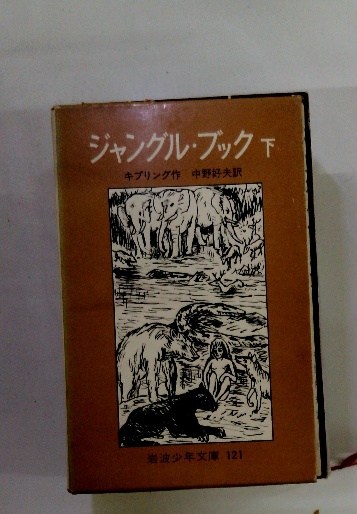 ジャングル・ブック 下
キプリング作 中野好夫訳
岩波少年文庫 121